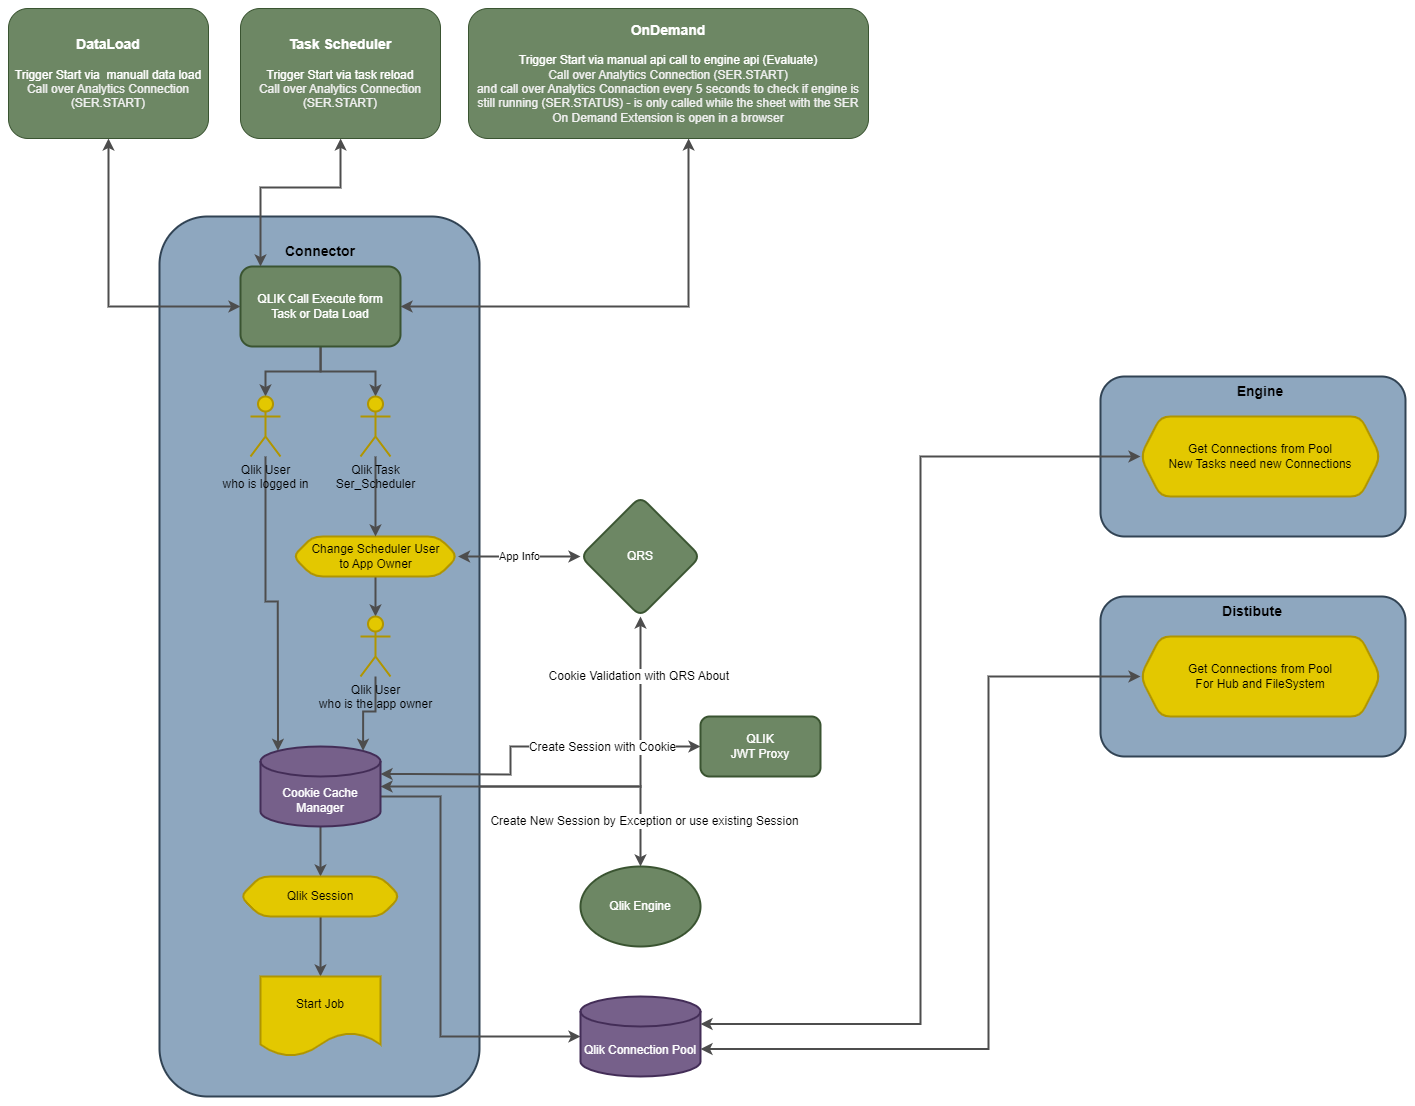 DataLoad
Trigger Start via  manuall data load
Call over Analytics Connection
(SER.START)
Task Scheduler
Trigger Start via task reload
Call over Analytics Connection
(SER.START)
OnDemand
Trigger Start via manual api call to engine api (Evaluate)
Call over Analytics Connection (SER.START)
and call over Analytics Connaction every 5 seconds to check if engine is
still running (SER.STATUS) - is only called while the sheet with the SER
On Demand Extension is open in a browser
Connector
QLIK Call Execute form
Task or Data Load
Qlik User
who is logged in
Qlik Task
Ser_Scheduler
Change Scheduler User
to App Owner
App Info
QRS
Qlik User
who is the app owner
Cookie Validation with QRS About
Create Session with Cookie
QLIK
JWT Proxy
Cookie Cache
Manager
Create New Session by Exception or use existing Session
Qlik Session
Qlik Engine
Start Job
Qlik Connection Pool
Engine
Get Connections from Pool
New Tasks need new Connections
Distibute
Get Connections from Pool
For Hub and FileSystem